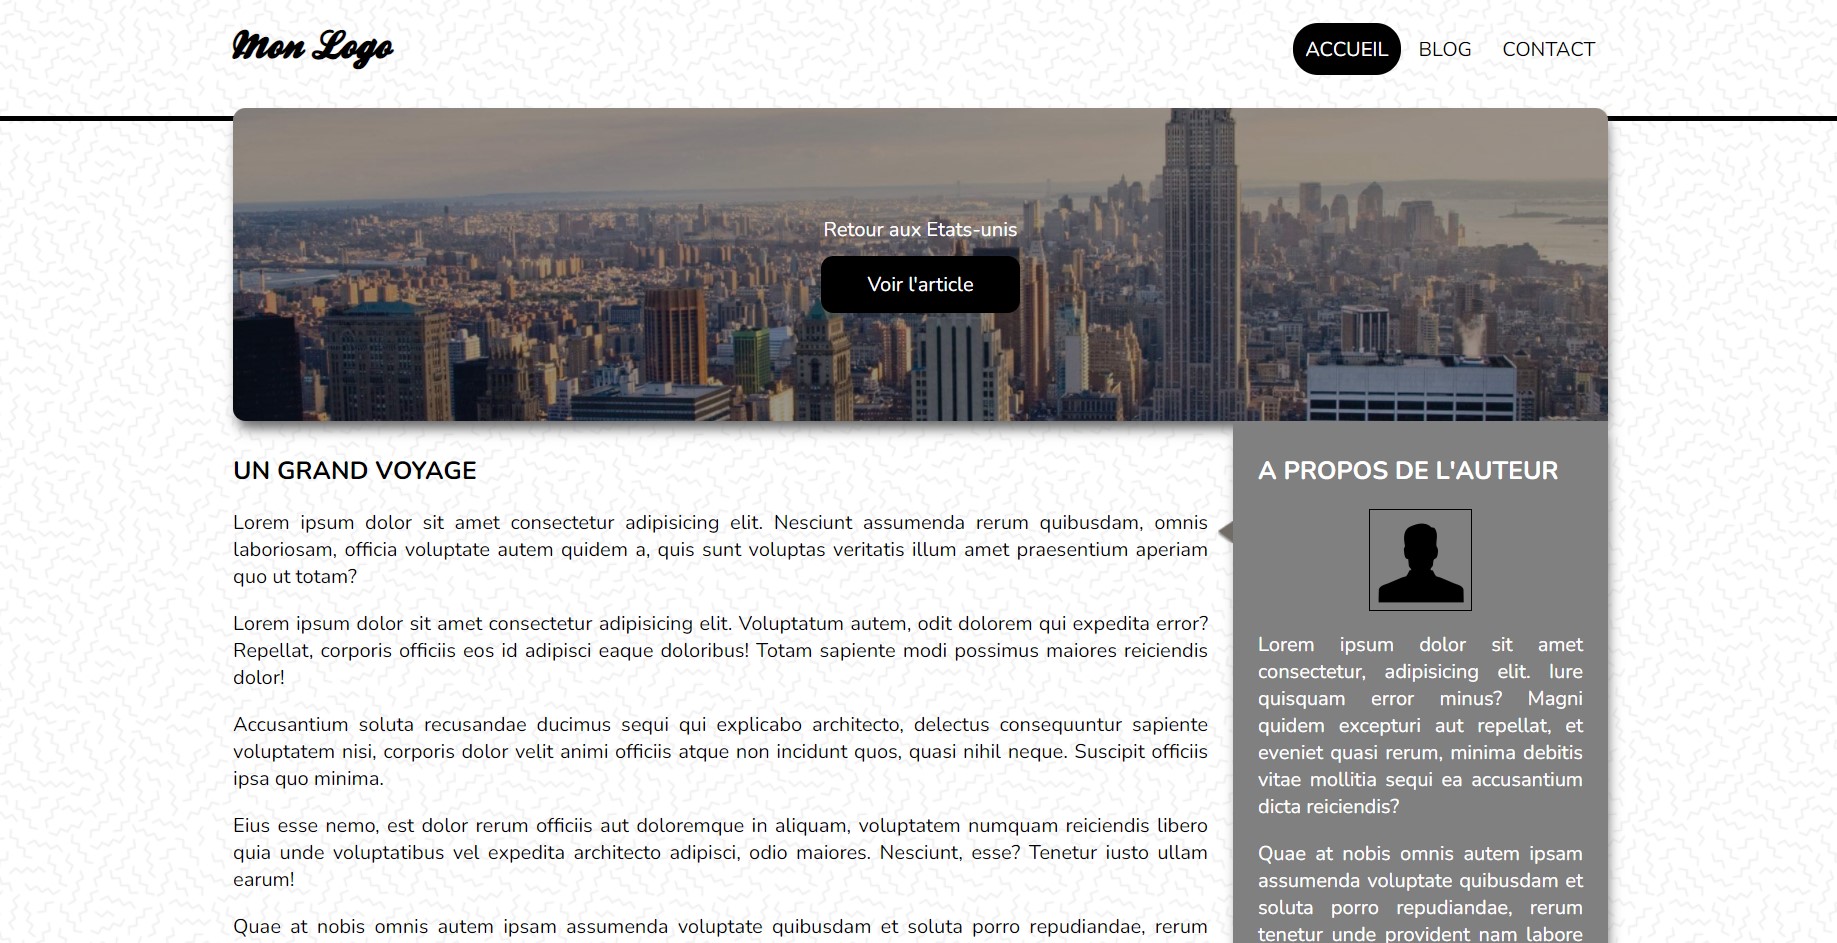 Mon Logo
ACCUEIL BLOG CONTACT
Retour aux Etats-unis
Voir l'article
UN GRAND VOYAGE
Lorem ipsum dolor sit amet consectetur adipisicing elit. Nesciunt assumenda rerum quibusdam, omnis
laboriosam, officia voluptate autem quidem a, quis sunt voluptas veritatis illum amet praesentium aperiam
quo ut totam?
Lorem ipsum dolor sit amet consectetur adipisicing elit. Voluptatum autem, odit dolorem qui expedita error?
Repellat, corporis officiis eos id adipisci eaque doloribus! Totam sapiente modi possimus maiores reiciendis
dolor!
Accusantium soluta recusandae ducimus sequi qui explicabo architecto, delectus consequuntur sapiente
voluptatem nisi, corporis dolor velit animi officiis atque non incidunt quos, quasi nihil neque. Suscipit officiis
ipsa quo minima.
Eius esse nemo, est dolor rerum officiis aut doloremque in aliquam, voluptatem numquam reiciendis libero
quia unde voluptatibus vel expedita architecto adipisci, odio maiores. Nesciunt, esse? Tenetur iusto ullam
earum!
Quae at nobis omnis autem ipsam assumenda voluptate quibusdam et soluta porro repudiandae, rerum
A PROPOS DE L'AUTEUR
Lorem ipsum dolor sit amet
consectetur, adipisicing elit. Iure
quisquam error minus? Magni
quidem excepturi aut repellat, et
eveniet quasi rerum, minima debitis
vitae mollitia sequi ea accusantium
dicta reiciendis?
Quae at nobis omnis autem ipsam
assumenda voluptate quibusdam et
soluta porro repudiandae, rerum
tenetur unde provident nam labore